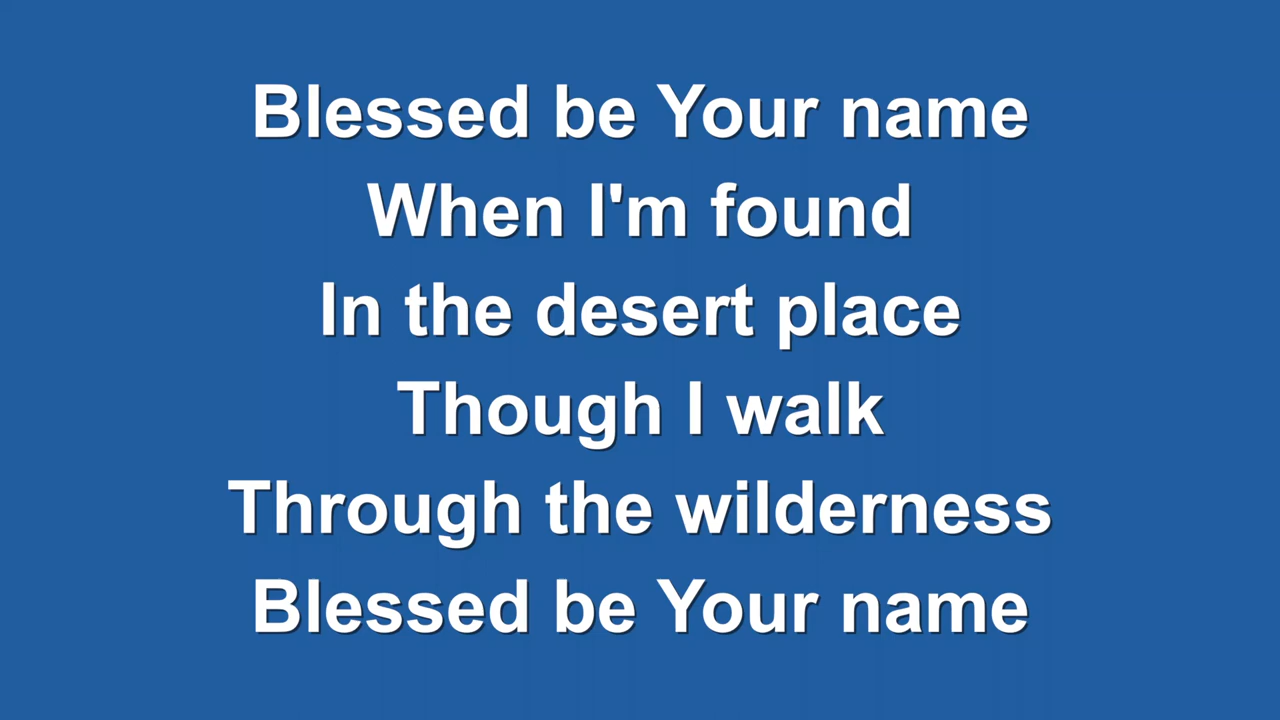 Blessed be Your name
When I'm found
In the desert place
Though I walk
Through the wilderness
Blessed be Your name